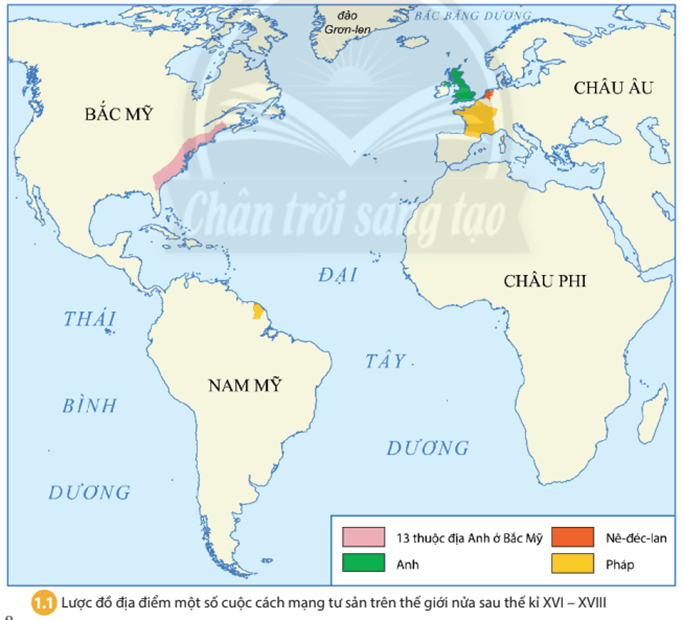 đảo
Grơn-len
BẮC BĂNG DƯƠNG
BẮC MỸ
CHÂU ÂU
Chân trời sáng tạo
ĐẠI
CHÂU PHI
THÁI
TÂY
NAM MỸ
BÌNH
DƯƠNG
DƯƠNG
13 thuộc địa Anh ở Bắc Mỹ
Nê-đéc-lan
Anh
Pháp
1.1 Lược đồ địa điểm một số cuộc cách mạng tư sản trên thế giới nửa sau thế kỉ XVI – XVIII